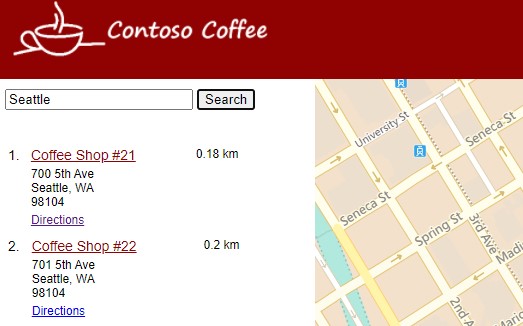 Contoso Coffee
Seattle
Search
1. Coffee Shop #21 0.18 km
700 5th Ave
Seattle, WA
98104
Directions
2. Coffee Shop #22 0.2 km
701 5th Ave
Seattle, WA
98104
Directions
University St
Seneca St
Seneca St
Spring St
3rd Ave
Madi
2nd A
Marion